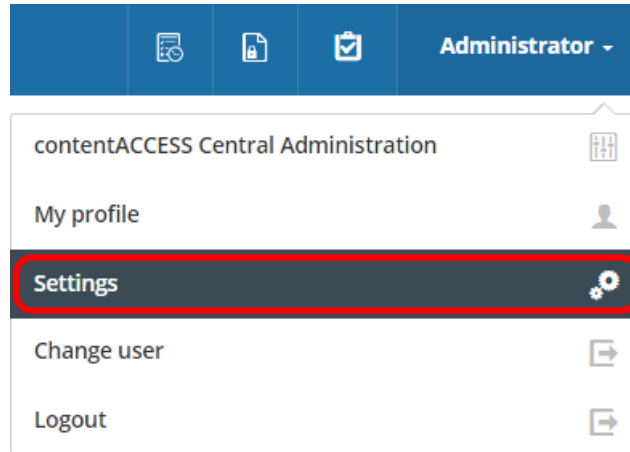 Administrator
contentACCESS Central Administration
My profile
Settings
Change user
Logout